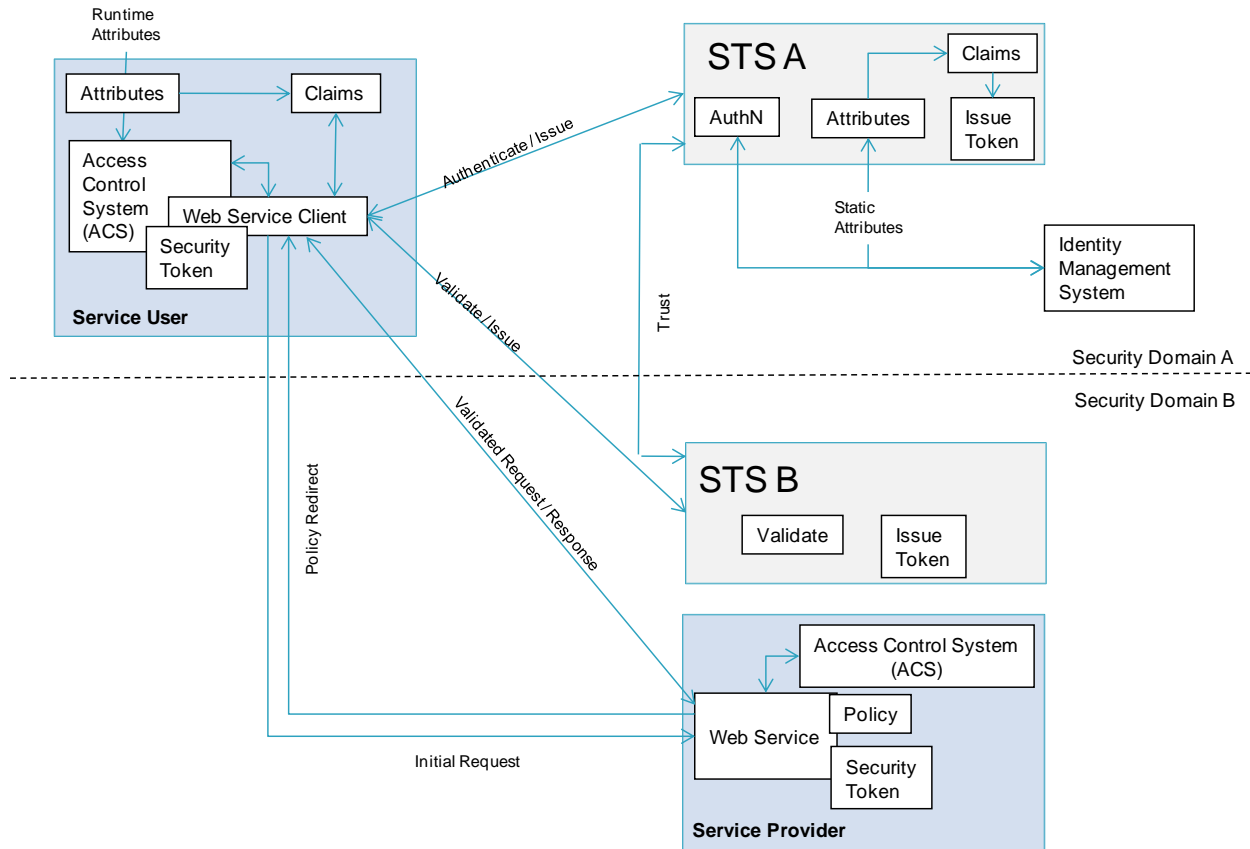 Runtime
Attributes
Attributes
Claims
Access
Control
System
(ACS)
Web Service Client
Security
Token
Service User
Authenticate / Issue
STS A
Claims
AuthN
Attributes
Issue
Token
Static
Attributes
Identity
Management
System
Validate / Issue
Trust
Security Domain A
Security Domain B
Validated Request / Response
Policy Redirect
STS B
Validate
Issue
Token
Access Control System
(ACS)
Policy
Web Service
Security
Token
Initial Request
Service Provider